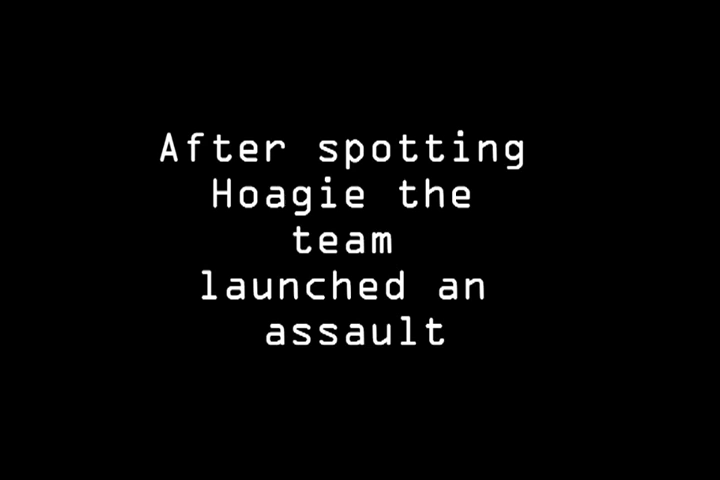 After spotting
Hoagie the
team
launched an
assault